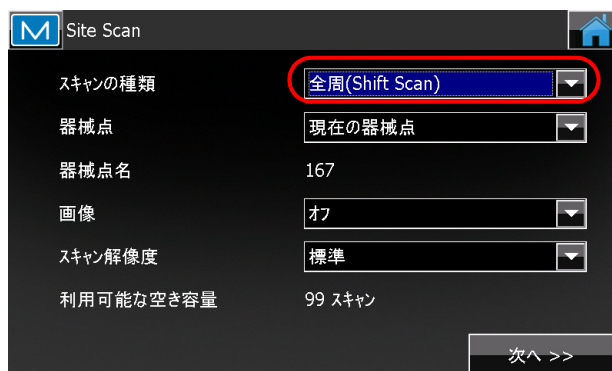 Site Scan
スキャンの種類 全周(Shift Scan)
器械点 現在の器械点
器械点名 167
画像 オフ
スキャン解像度 標準
利用可能な空き容量 99 スキャン
次へ >>